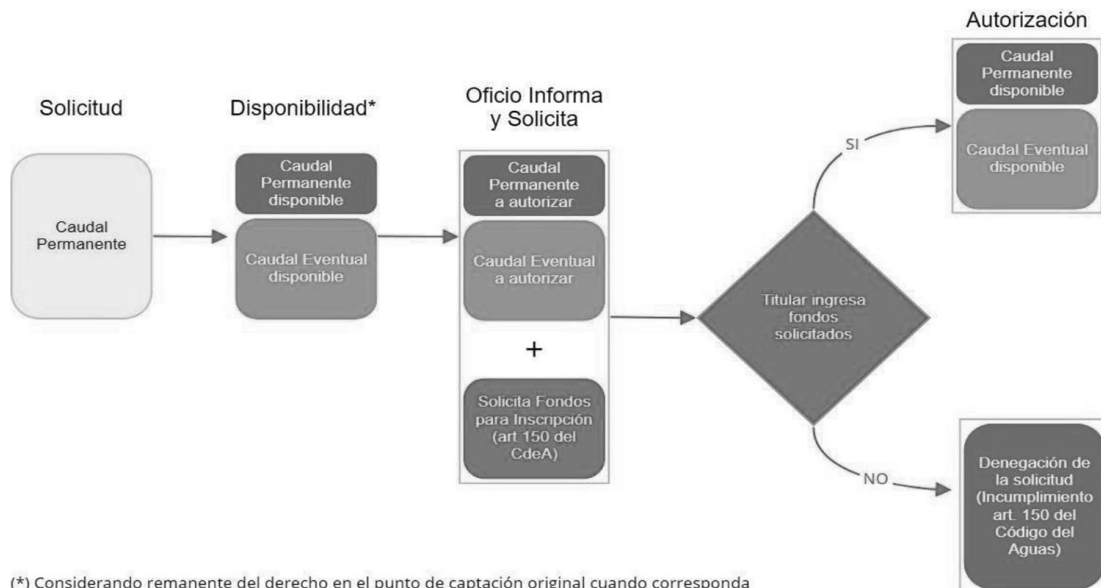 Solicitud
Caudal
Permanente
Disponibilidad*
Caudal
Permanente
disponible
Caudal Eventual
disponible
Oficio Informa
y Solicita
Caudal
Permanente
a autorizar
Caudal Eventual
a autorizar
+
Solicita Fondos
para Inscripción
(art 150 del
CdeA)
Titular ingresa
fondos
solicitados
SI
NO
Autorización
Caudal
Permanente
disponible
Caudal Eventual
disponible
Denegación de
la solicitud
(Incumplimiento
art. 150 del
Código del
Aguas)
(*) Considerando remanente del derecho en el punto de captación original cuando corresponda